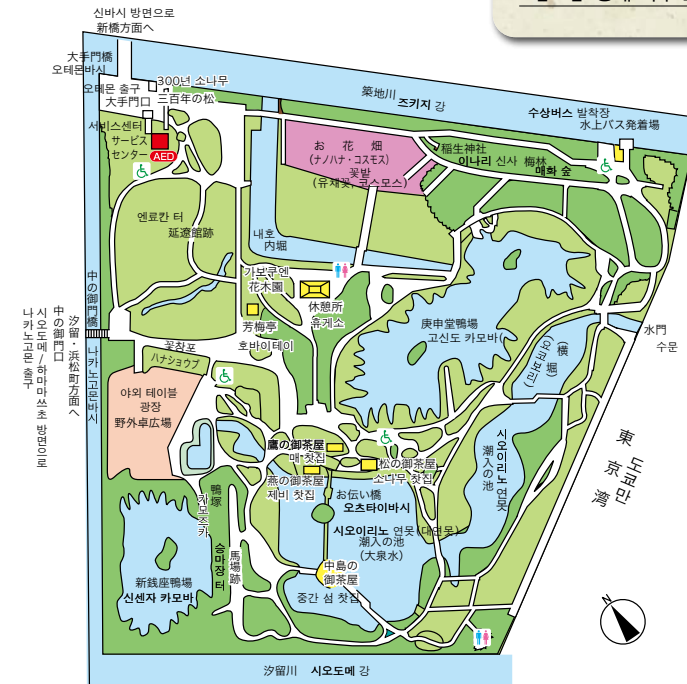 신바시 방면으로
新橋方面へ
大手門橋
오테몬바시
오테몬 출구
大手門口
300년 소나무
三百年の松
서비스센터
サービス
センター AED
築地川
즈키지 강
수상버스 발착장
水上バス発着場
お 花 畑
(ナノハナ・コスモス)
꽃밭
(유채꽃, 코스모스)
稲生神社
이나리 신사
梅林
매화 숲
엔료칸 터
延遼館跡
내호
内堀
가보쿠엔
花木園
芳梅亭
호바이테이
休憩所
휴게소
庚申堂鴨場
고신도 카모바(
横堀
(요코보리)
水門
수문
中の御門橋
나카노고몬바시
汐留・浜松町方面へ
中の御門口
시오도메/하마마쓰초 방면으로
나카노고몬 출구
꽃창포
ハナショウブ
야외 테이블
광장
野外卓広場
鷹の御茶屋
매 찻집
燕の御茶屋
제비 찻집
松の御茶屋
소나무 찻집
お伝い橋
오츠타이바시
시오이리노 연못(대연못)
潮入の池
(大泉水)
시오이리노 연못
潮入の池
東京湾
도쿄만
鴨塚
카모즈카
승마장 터
馬場跡
新銭座鴨場
신센자 카모바
中島の
御茶屋
중간 섬 찻집
汐留川
시오도메 강
N